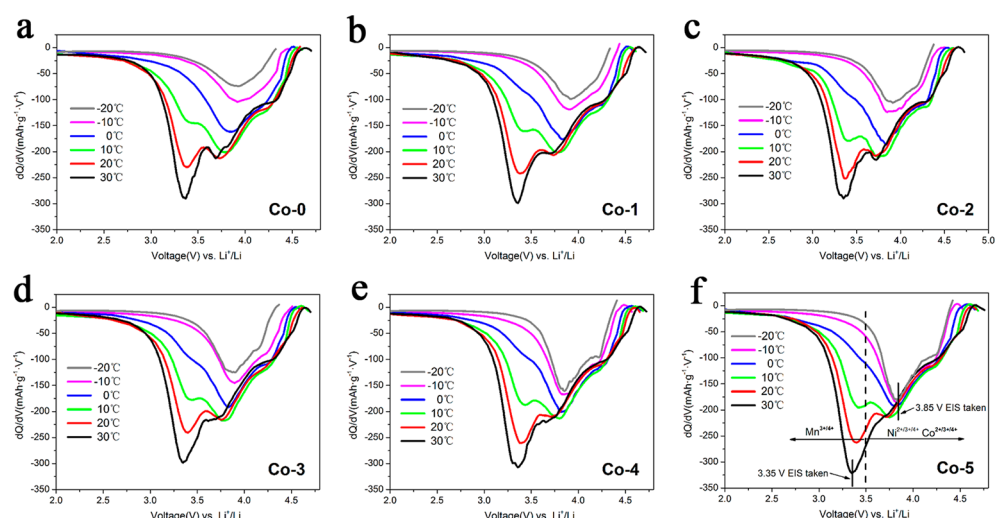 a
dQ/dV(mAh·g⁻¹·V⁻¹)
0
-50
-100
-150
-200
-250
-300
-350
-20℃
-10℃
0℃
10℃
20℃
30℃
Co-0
2.0 2.5 3.0 3.5 4.0 4.5
Voltage(V) vs. Li⁺/Li
b
dQ/dV(mAh·g⁻¹·V⁻¹)
0
-50
-100
-150
-200
-250
-300
-350
-20℃
-10℃
0℃
10℃
20℃
30℃
Co-1
2.0 2.5 3.0 3.5 4.0 4.5
Voltage(V) vs. Li⁺/Li
c
dQ/dV(mAh·g⁻¹·V⁻¹)
0
-50
-100
-150
-200
-250
-300
-350
-20℃
-10℃
0℃
10℃
20℃
30℃
Co-2
2.0 2.5 3.0 3.5 4.0 4.5 5.0
Voltage(V) vs. Li⁺/Li
d
dQ/dV(mAh·g⁻¹·V⁻¹)
0
-50
-100
-150
-200
-250
-300
-350
-20℃
-10℃
0℃
10℃
20℃
30℃
Co-3
2.0 2.5 3.0 3.5 4.0 4.5
Voltage(V) vs. Li⁺/Li
e
dQ/dV(mAh·g⁻¹·V⁻¹)
0
-50
-100
-150
-200
-250
-300
-350
-20℃
-10℃
0℃
10℃
20℃
30℃
Co-4
2.0 2.5 3.0 3.5 4.0 4.5
Voltage(V) vs. Li⁺/Li
f
dQ/dV(mAh·g⁻¹·V⁻¹)
0
-50
-100
-150
-200
-250
-300
-350
-20℃
-10℃
0℃
10℃
20℃
30℃
3.85 V EIS taken
Mn³⁺/⁴⁺ Ni²⁺/³⁺/⁴⁺ Co²⁺/³⁺/⁴⁺
3.35 V EIS taken
Co-5
2.0 2.5 3.0 3.5 4.0 4.5
Voltage(V) vs. Li⁺/Li